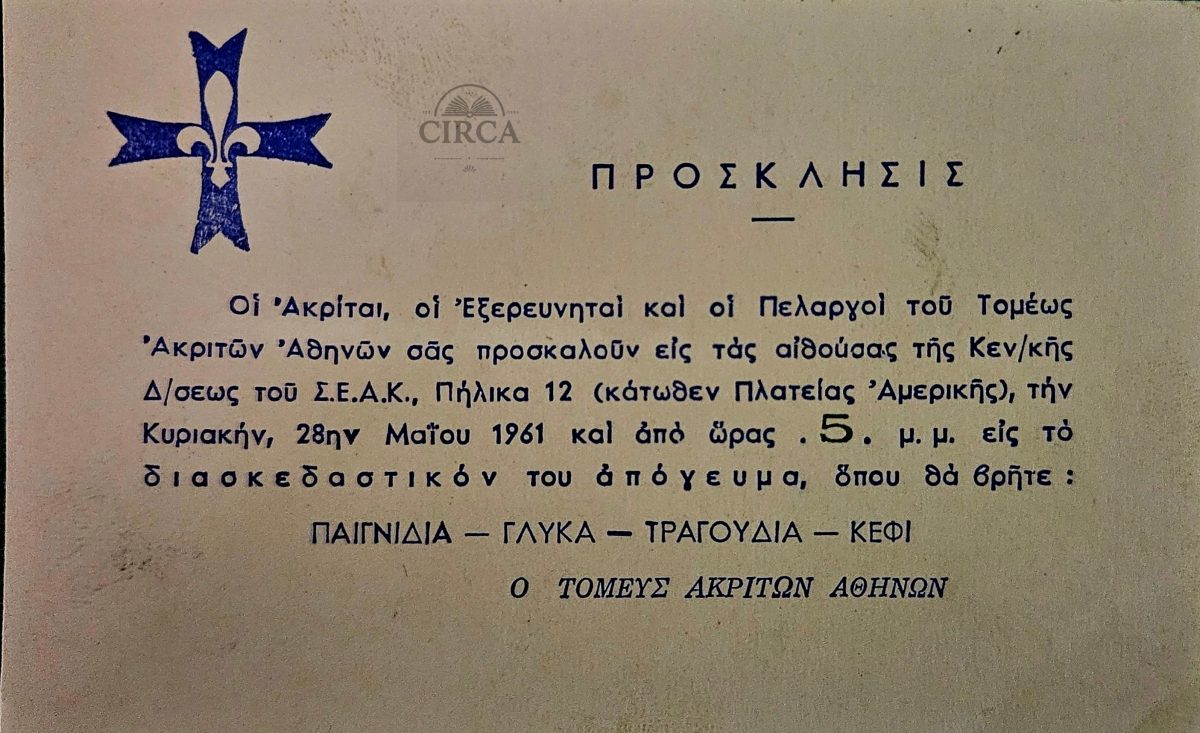 CIRCA
ΠΡΟΣΚΛΗΣΙΣ
Οἱ Ἀκρίται, οἱ Ἐξερευνηταὶ καὶ οἱ Πελαργοὶ τοῦ Τομέως
Ἀκριτῶν Ἀθηνῶν σᾶς προσκαλοῦν εἰς τὰς αἰθούσας τῆς Κεν/κῆς
Δ/σεως τοῦ Σ.Ε.Α.Κ., Πήλικα 12 (κάτωθεν Πλατείας Ἀμερικῆς), τὴν
Κυριακήν, 28ην Μαΐου 1961 καὶ ἀπὸ ὥρας . 5 . μ. μ. εἰς τὸ
διασκεδαστικόν του ἀπόγευμα, ὅπου θὰ βρῆτε :
ΠΑΙΓΝΙΔΙΑ — ΓΛΥΚΑ — ΤΡΑΓΟΥΔΙΑ — ΚΕΦΙ
Ο ΤΟΜΕΥΣ ΑΚΡΙΤΩΝ ΑΘΗΝΩΝ